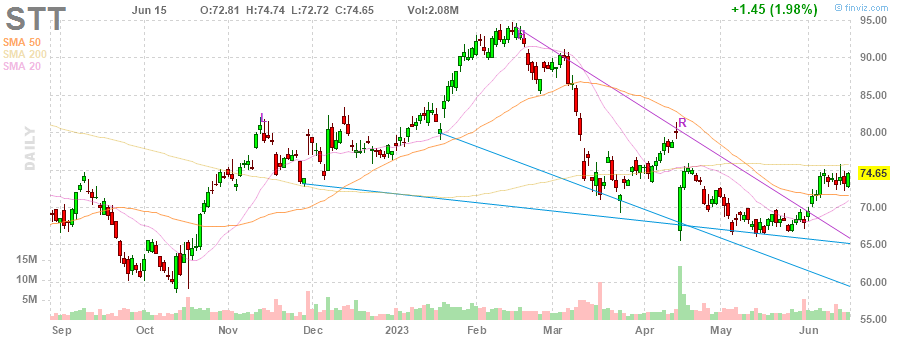 STT Jun 15 O:72.81 H:74.74 L:72.72 C:74.65 Vol:2.08M +1.45 (1.98%) @ finviz.com
SMA 50
SMA 200
SMA 20
DAILY
95.00
90.00
85.00
80.00
74.65
70.00
65.00
60.00
55.00
15M
10M
5M
S
R
Sep Oct Nov Dec 2023 Feb Mar Apr May Jun